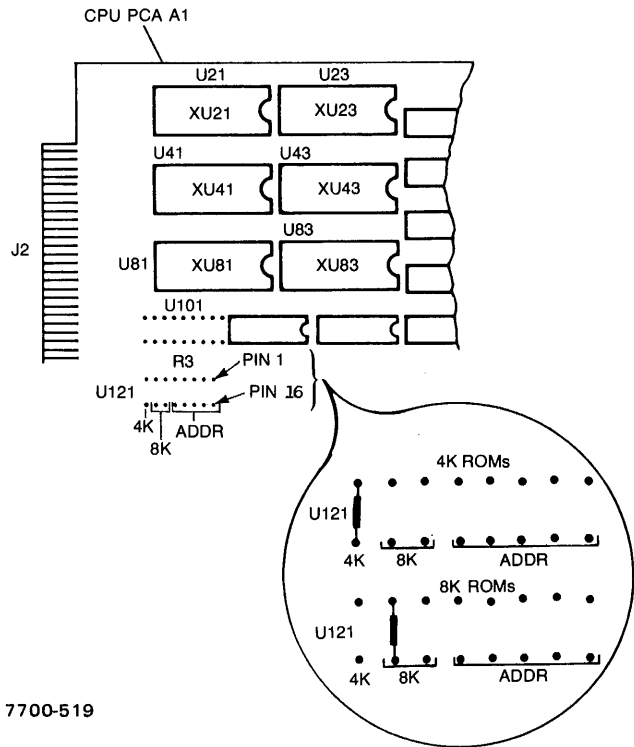 CPU PCA A1
U21 U23
XU21 XU23
U41 U43
XU41 XU43
J2
U83
U81 XU81 XU83
U101
R3 PIN 1
U121 PIN 16
4K 8K ADDR
4K ROMs
U121
4K 8K ADDR
8K ROMs
U121
4K 8K ADDR
7700-519